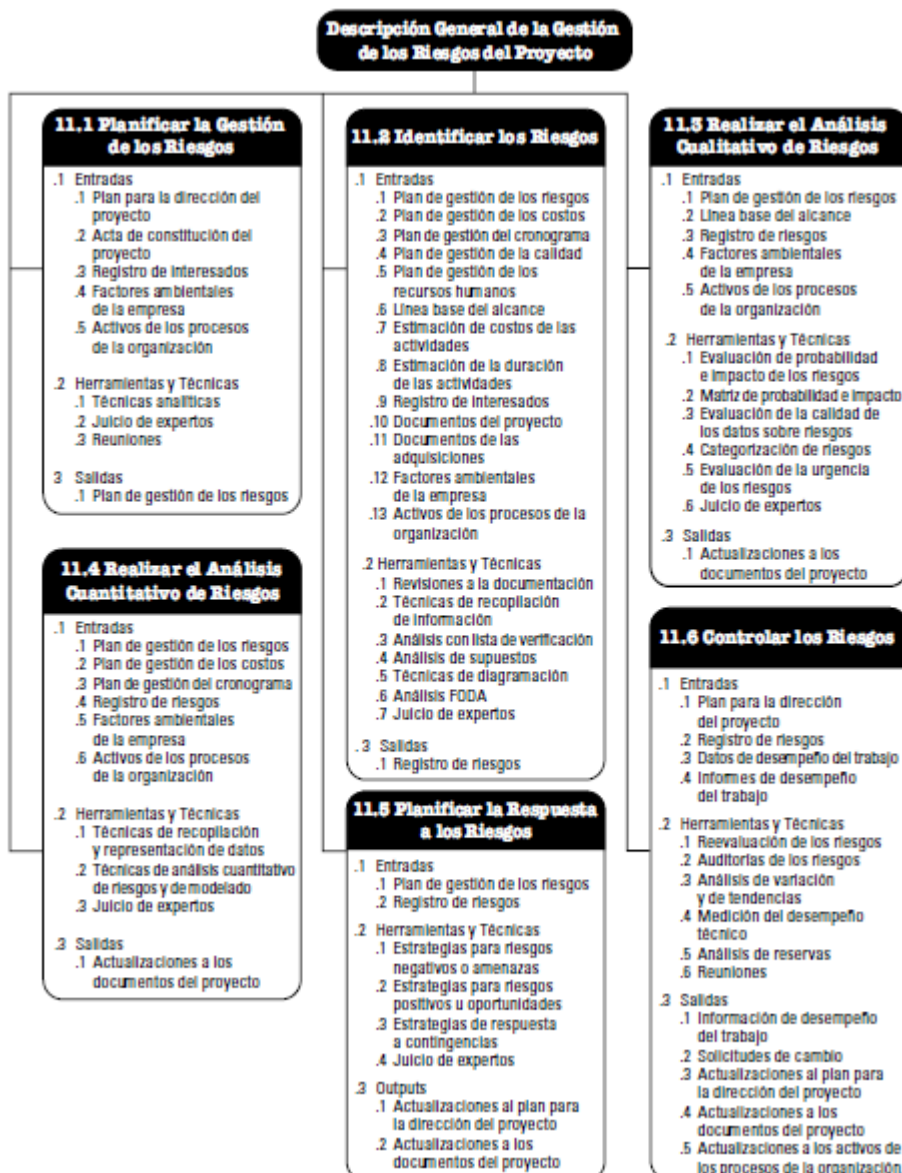 Descripción General de la Gestión
de los Riesgos del Proyecto
11.1 Planificar la Gestión
de los Riesgos
.1 Entradas
.1 Plan para la dirección del
proyecto
.2 Acta de constitución del
proyecto
.3 Registro de interesados
.4 Factores ambientales
de la empresa
.5 Activos de los procesos
de la organización
.2 Herramientas y Técnicas
.1 Técnicas analíticas
.2 Juicio de expertos
.3 Reuniones
3 Salidas
.1 Plan de gestión de los riesgos
11.2 Identificar los Riesgos
.1 Entradas
.1 Plan de gestión de los riesgos
.2 Plan de gestión de los costos
.3 Plan de gestión del cronograma
.4 Plan de gestión de la calidad
.5 Plan de gestión de los
recursos humanos
.6 Línea base del alcance
.7 Estimación de costos de las
actividades
.8 Estimación de la duración
de las actividades
.9 Registro de interesados
.10 Documentos del proyecto
.11 Documentos de las
adquisiciones
.12 Factores ambientales
de la empresa
.13 Activos de los procesos de la
organización
.2 Herramientas y Técnicas
.1 Revisiones a la documentación
.2 Técnicas de recopilación
de información
.3 Análisis con lista de verificación
.4 Análisis de supuestos
.5 Técnicas de diagramación
.6 Análisis FODA
.7 Juicio de expertos
.3 Salidas
.1 Registro de riesgos
11.3 Realizar el Análisis
Cualitativo de Riesgos
.1 Entradas
.1 Plan de gestión de los riesgos
.2 Línea base del alcance
.3 Registro de riesgos
.4 Factores ambientales
de la empresa
.5 Activos de los procesos
de la organización
.2 Herramientas y Técnicas
.1 Evaluación de probabilidad
e impacto de los riesgos
.2 Matriz de probabilidad e impacto
.3 Evaluación de la calidad de
los datos sobre riesgos
.4 Categorización de riesgos
.5 Evaluación de la urgencia
de los riesgos
.6 Juicio de expertos
.3 Salidas
.1 Actualizaciones a los
documentos del proyecto
11.4 Realizar el Análisis
Cuantitativo de Riesgos
.1 Entradas
.1 Plan de gestión de los riesgos
.2 Plan de gestión de los costos
.3 Plan de gestión del cronograma
.4 Registro de riesgos
.5 Factores ambientales
de la empresa
.6 Activos de los procesos
de la organización
.2 Herramientas y Técnicas
.1 Técnicas de recopilación
y representación de datos
.2 Técnicas de análisis cuantitativo
de riesgos y de modelado
.3 Juicio de expertos
.3 Salidas
.1 Actualizaciones a los
documentos del proyecto
11.5 Planificar la Respuesta
a los Riesgos
.1 Entradas
.1 Plan de gestión de los riesgos
.2 Registro de riesgos
.2 Herramientas y Técnicas
.1 Estrategias para riesgos
negativos o amenazas
.2 Estrategias para riesgos
positivos u oportunidades
.3 Estrategias de respuesta
a contingencias
.4 Juicio de expertos
.3 Outputs
.1 Actualizaciones al plan para
la dirección del proyecto
.2 Actualizaciones a los
documentos del proyecto
11.6 Controlar los Riesgos
.1 Entradas
.1 Plan para la dirección
del proyecto
.2 Registro de riesgos
.3 Datos de desempeño del trabajo
.4 Informes de desempeño
del trabajo
.2 Herramientas y Técnicas
.1 Reevaluación de los riesgos
.2 Auditorías de los riesgos
.3 Análisis de variación
y de tendencias
.4 Medición del desempeño
técnico
.5 Análisis de reservas
.6 Reuniones
.3 Salidas
.1 Información de desempeño
del trabajo
.2 Solicitudes de cambio
.3 Actualizaciones al plan para
la dirección del proyecto
.4 Actualizaciones a los
documentos del proyecto
.5 Actualizaciones a los activos de
los procesos de la organización